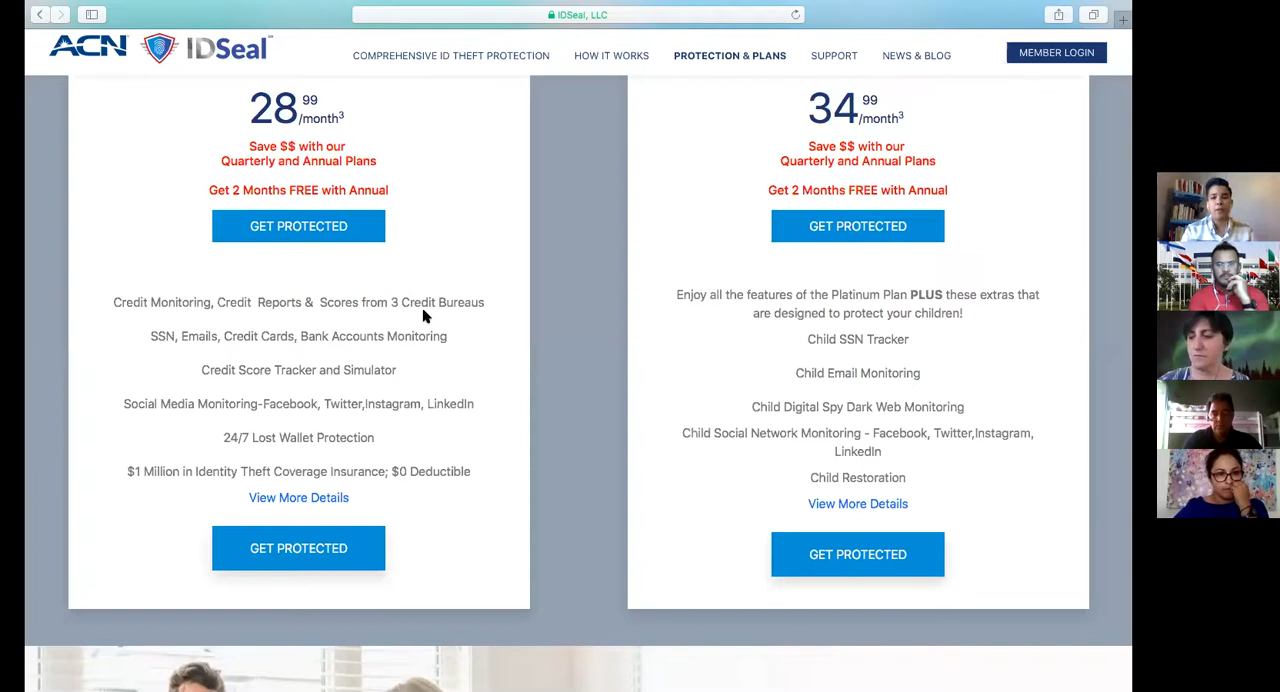 IDSeal, LLC
ACN IDSeal™
COMPREHENSIVE ID THEFT PROTECTION HOW IT WORKS PROTECTION & PLANS SUPPORT NEWS & BLOG MEMBER LOGIN
28 99 /month³
Save $$ with our
Quarterly and Annual Plans
Get 2 Months FREE with Annual
GET PROTECTED
Credit Monitoring, Credit Reports & Scores from 3 Credit Bureaus
SSN, Emails, Credit Cards, Bank Accounts Monitoring
Credit Score Tracker and Simulator
Social Media Monitoring-Facebook, Twitter,Instagram, LinkedIn
24/7 Lost Wallet Protection
$1 Million in Identity Theft Coverage Insurance; $0 Deductible
View More Details
GET PROTECTED
34 99 /month³
Save $$ with our
Quarterly and Annual Plans
Get 2 Months FREE with Annual
GET PROTECTED
Enjoy all the features of the Platinum Plan PLUS these extras that
are designed to protect your children!
Child SSN Tracker
Child Email Monitoring
Child Digital Spy Dark Web Monitoring
Child Social Network Monitoring - Facebook, Twitter,Instagram,
LinkedIn
Child Restoration
View More Details
GET PROTECTED